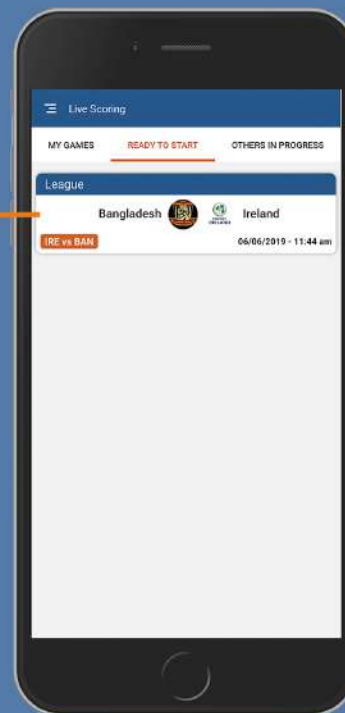 Live Scoring
MY GAMES READY TO START OTHERS IN PROGRESS
League
Bangladesh Ireland
IRE vs BAN 06/06/2019 - 11:44 am